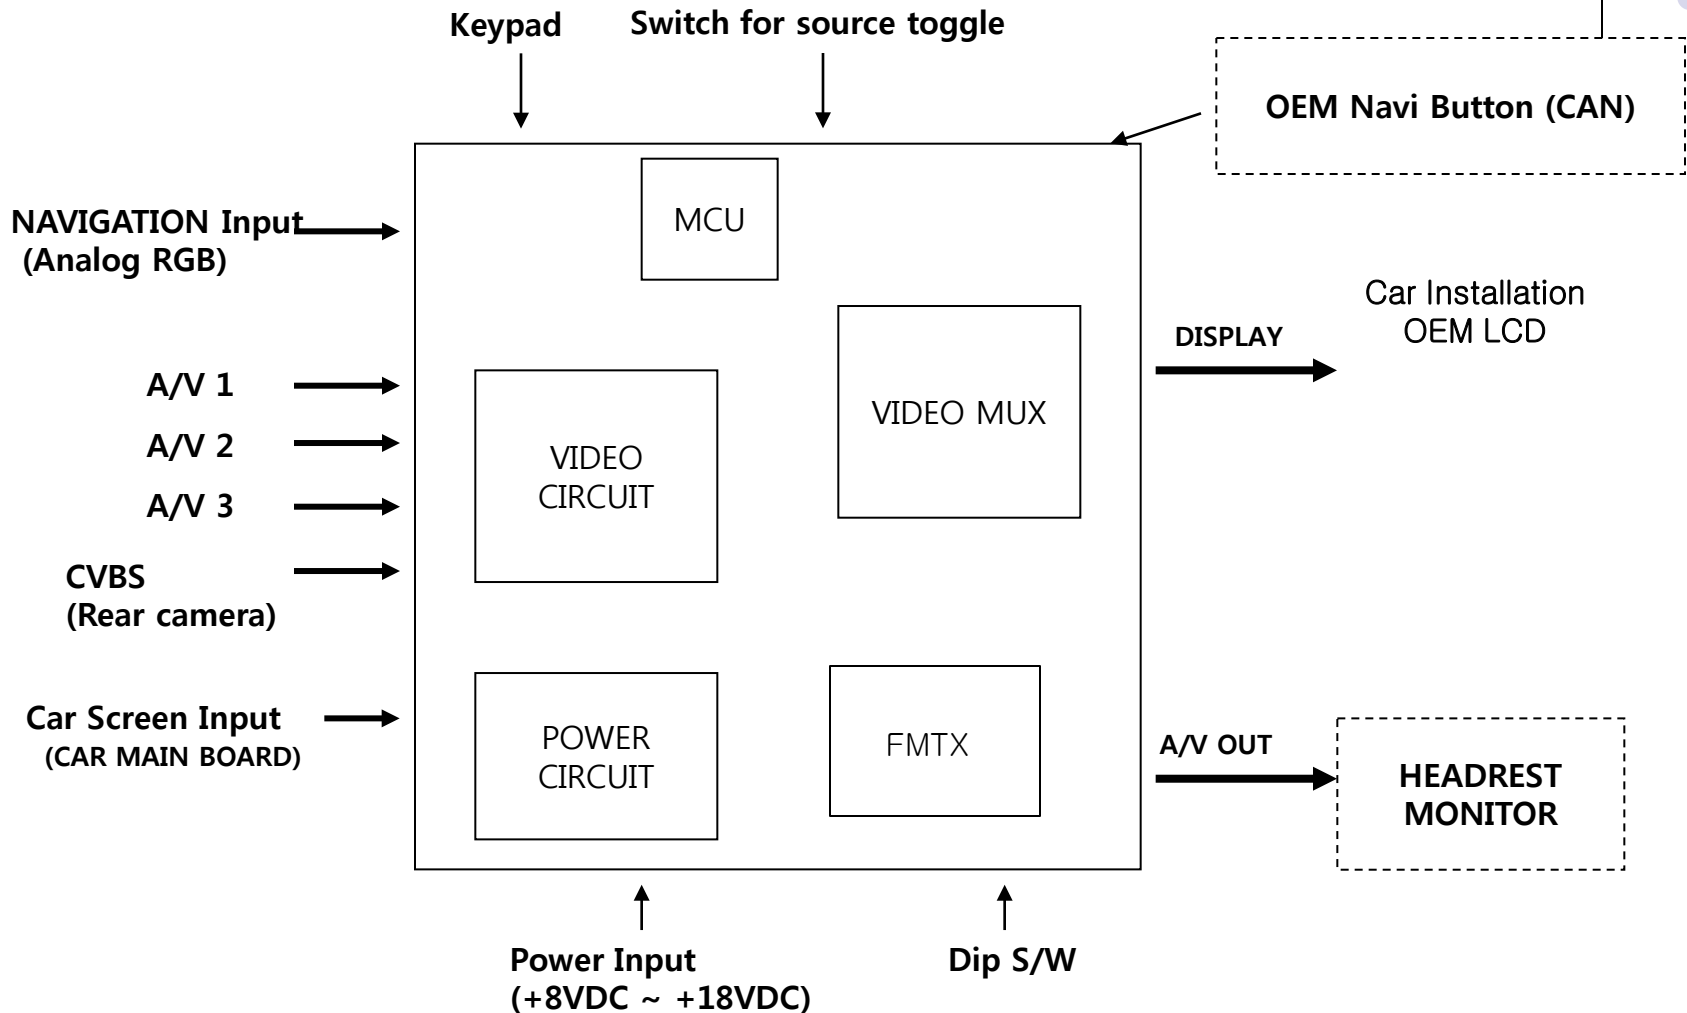 Keypad
Switch for source toggle
OEM Navi Button (CAN)
MCU
NAVIGATION Input
(Analog RGB)
Car Installation
OEM LCD
DISPLAY
A/V 1
A/V 2
A/V 3
VIDEO MUX
VIDEO
CIRCUIT
CVBS
(Rear camera)
Car Screen Input
(CAR MAIN BOARD)
POWER
CIRCUIT
FMTX
A/V OUT
HEADREST
MONITOR
Power Input
(+8VDC ~ +18VDC)
Dip S/W